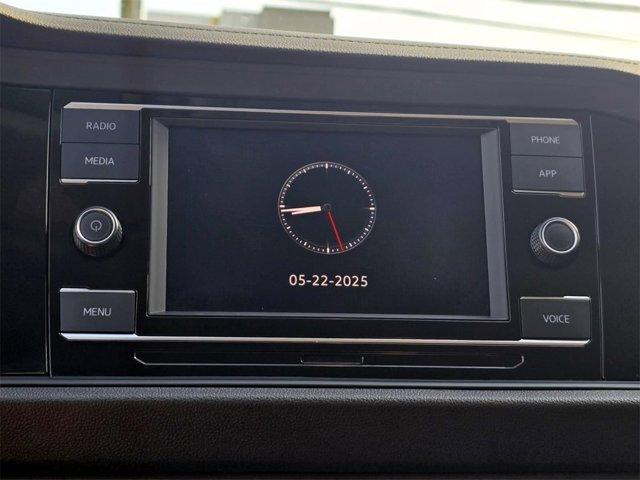 RADIO
PHONE
MEDIA
APP
05-22-2025
MENU
VOICE